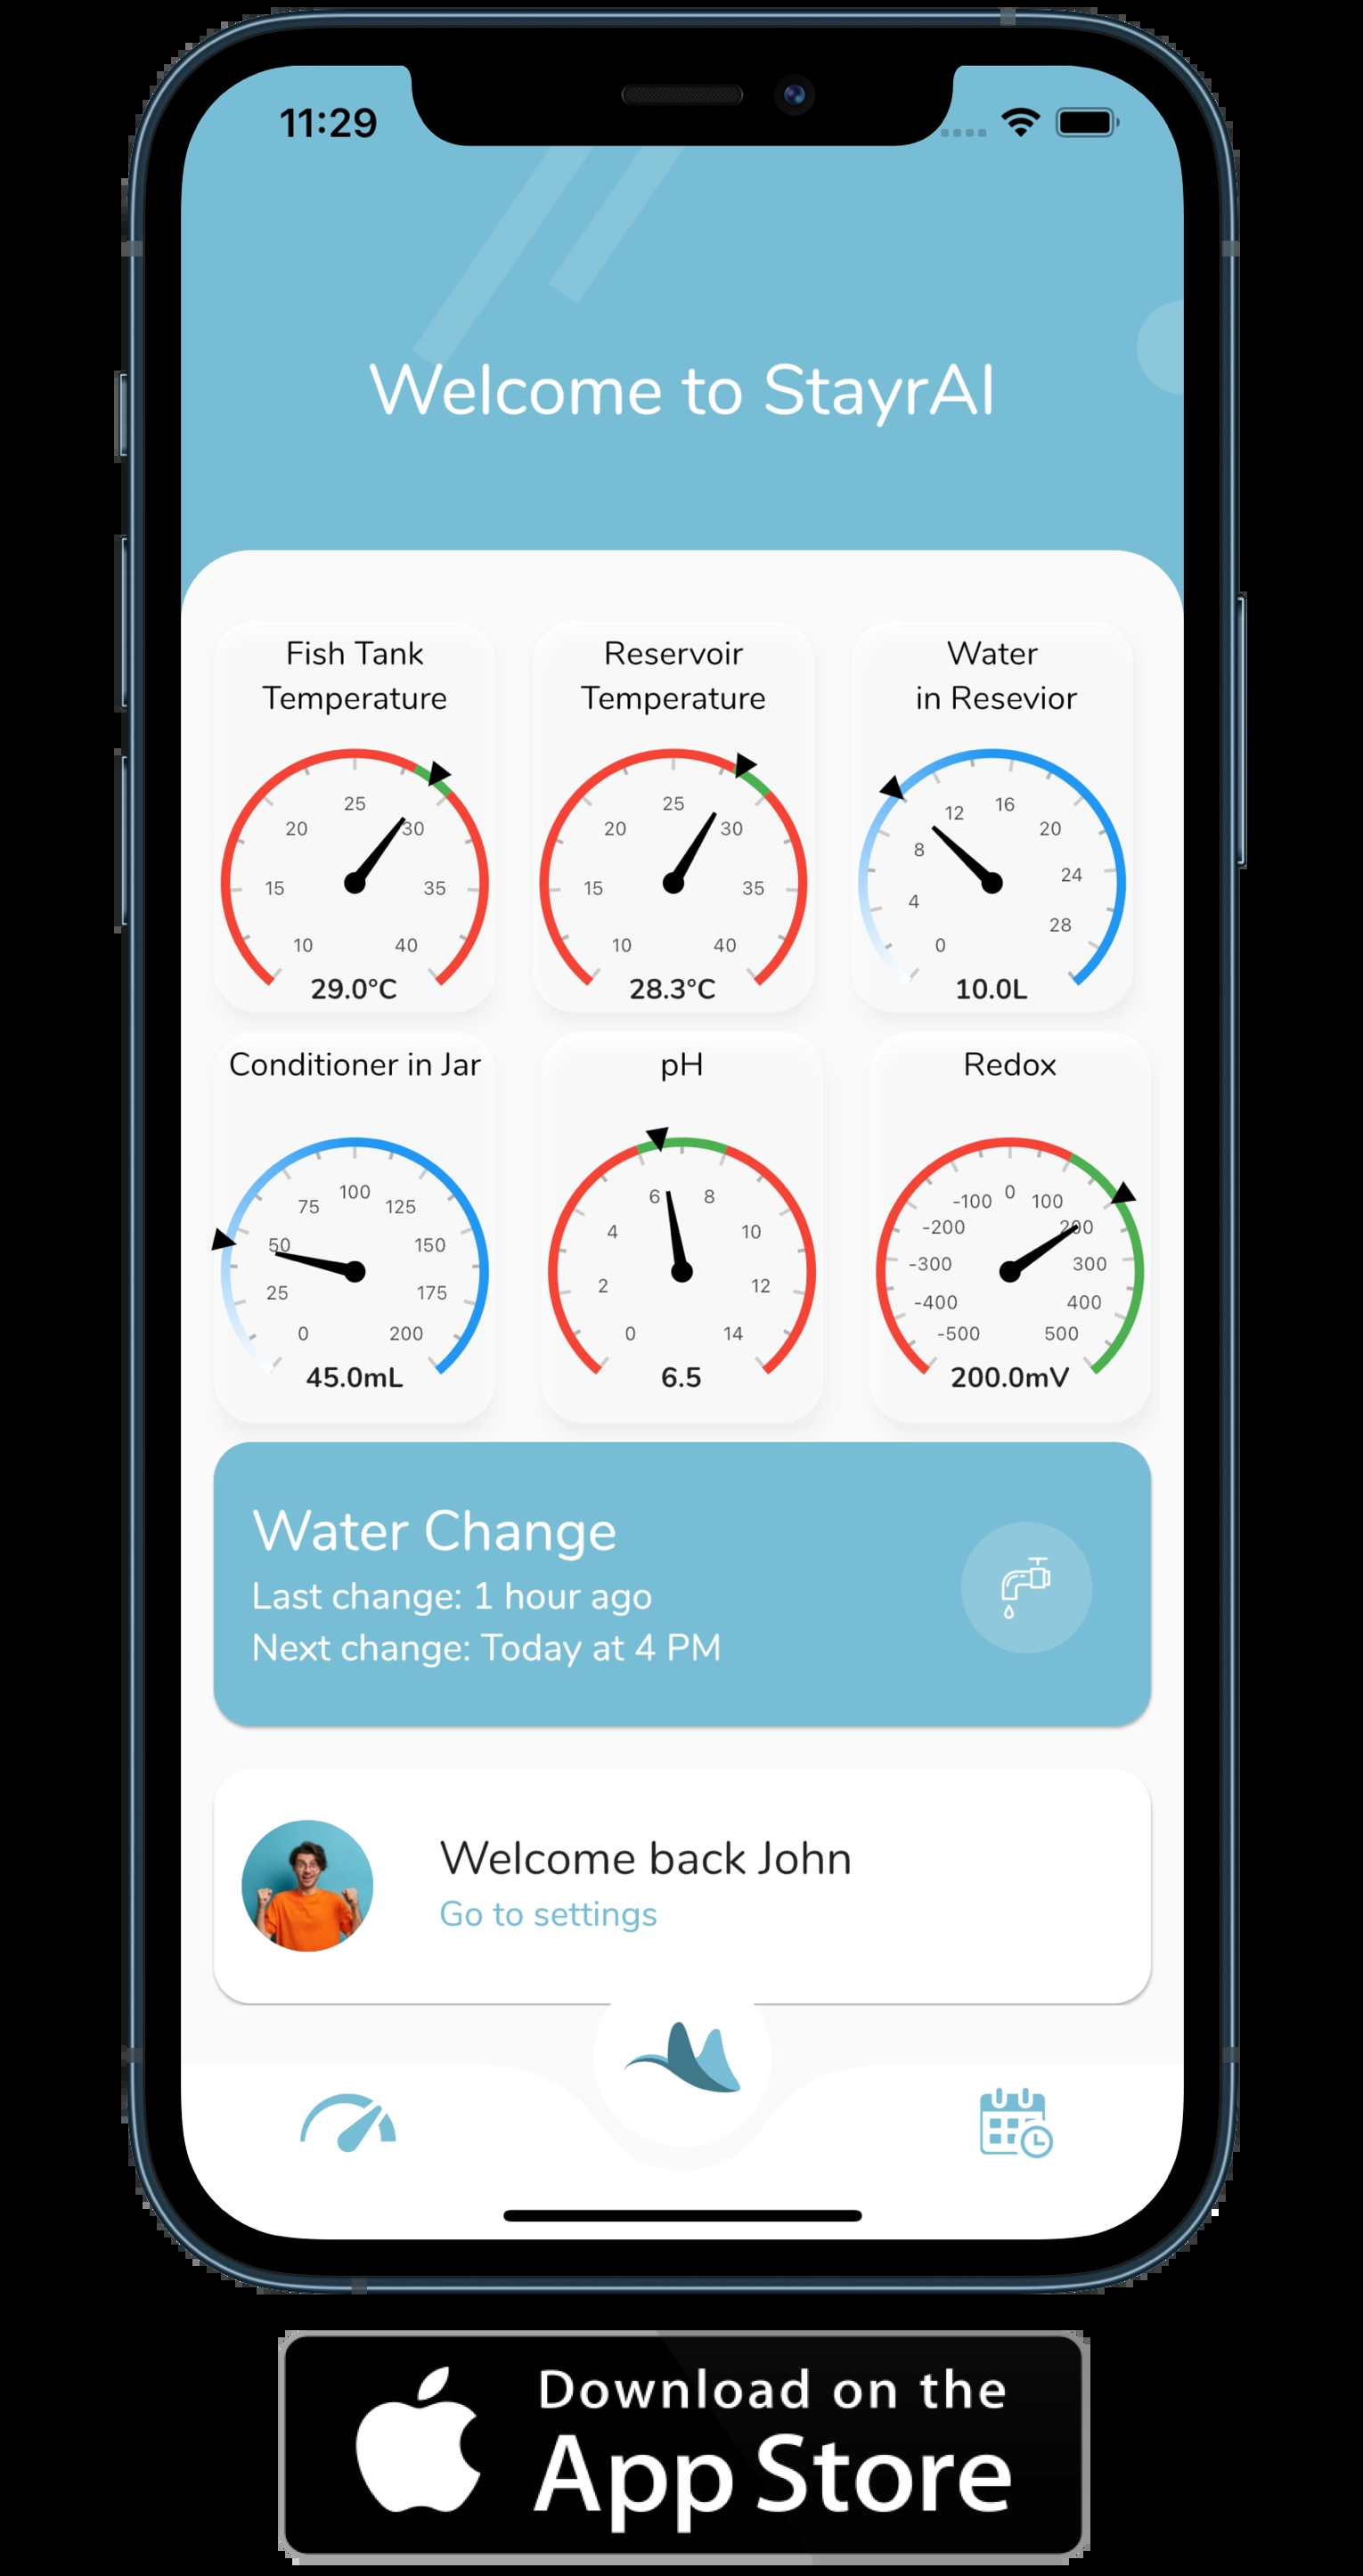 11:29
Welcome to StayrAI
Fish Tank
Temperature
10 15 20 25 30 35 40
29.0°C
Reservoir
Temperature
10 15 20 25 30 35 40
28.3°C
Water
in Resevior
0 4 8 12 16 20 24 28
10.0L
Conditioner in Jar
0 25 50 75 100 125 150 175 200
45.0mL
pH
0 2 4 6 8 10 12 14
6.5
Redox
-500 -400 -300 -200 -100 0 100 200 300 400 500
200.0mV
Water Change
Last change: 1 hour ago
Next change: Today at 4 PM
Welcome back John
Go to settings
Download on the
App Store